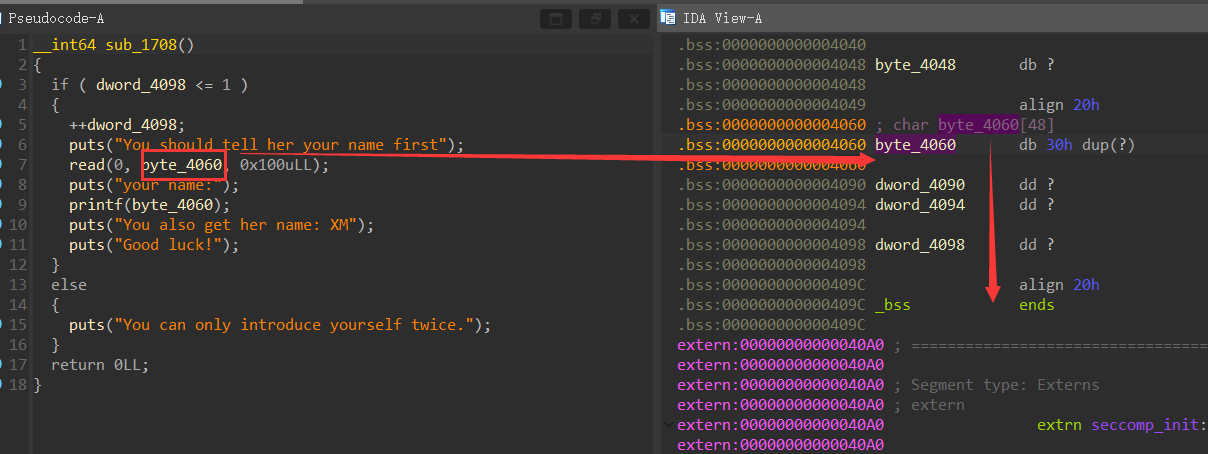 Pseudocode-A
1 __int64 sub_1708()
2 {
3 if ( dword_4098 <= 1 )
4 {
5 ++dword_4098;
6 puts("You should tell her your name first");
7 read(0, byte_4060, 0x100uLL);
8 puts("your name:");
9 printf(byte_4060);
10 puts("You also get her name: XM");
11 puts("Good luck!");
12 }
13 else
14 {
15 puts("You can only introduce yourself twice.");
16 }
17 return 0LL;
18 }
IDA View-A
.bss:0000000000004040
.bss:0000000000004048 byte_4048 db ?
.bss:0000000000004048
.bss:0000000000004049 align 20h
.bss:0000000000004060 ; char byte_4060[48]
.bss:0000000000004060 byte_4060 db 30h dup(?)
.bss:0000000000004060
.bss:0000000000004090 dword_4090 dd ?
.bss:0000000000004094 dword_4094 dd ?
.bss:0000000000004094
.bss:0000000000004098 dword_4098 dd ?
.bss:0000000000004098
.bss:000000000000409C align 20h
.bss:000000000000409C _bss ends
.bss:000000000000409C
extern:00000000000040A0 ; ==================================
extern:00000000000040A0
extern:00000000000040A0 ; Segment type: Externs
extern:00000000000040A0 ; extern
extern:00000000000040A0 extrn seccomp_init:
extern:00000000000040A0